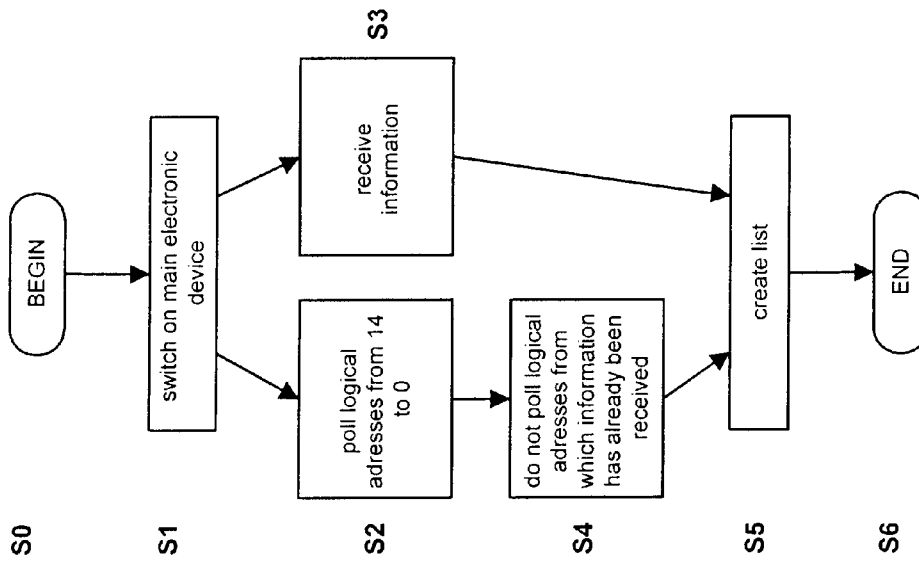 S0
BEGIN
S1
switch on main electronic
device
S2
poll logical
adresses from 14
to 0
receive
information
S3
S4
do not poll logical
adresses from
which information
has already been
received
S5
create list
S6
END